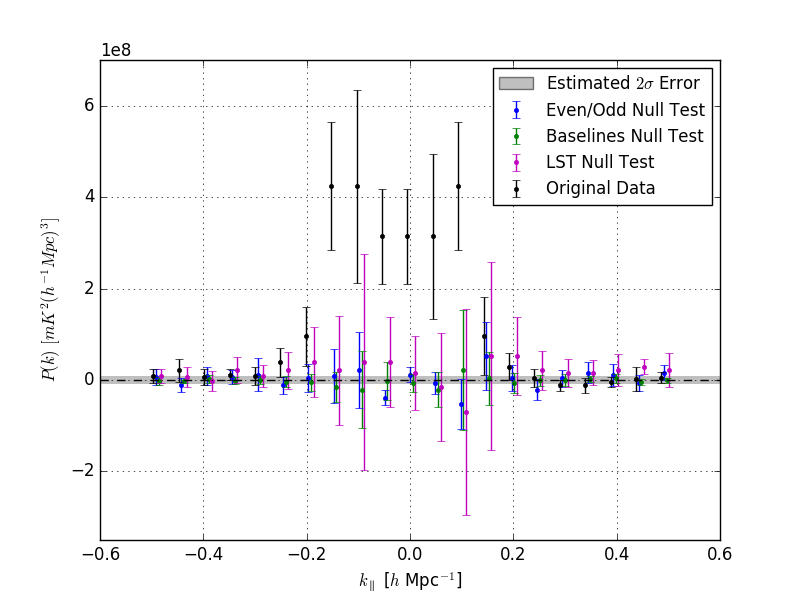 1e8
6
4
2
0
−2
−0.6 −0.4 −0.2 0.0 0.2 0.4 0.6
k∥ [h Mpc⁻¹]
P(k) [mK² (h⁻¹Mpc)³]
Estimated 2σ Error
Even/Odd Null Test
Baselines Null Test
LST Null Test
Original Data